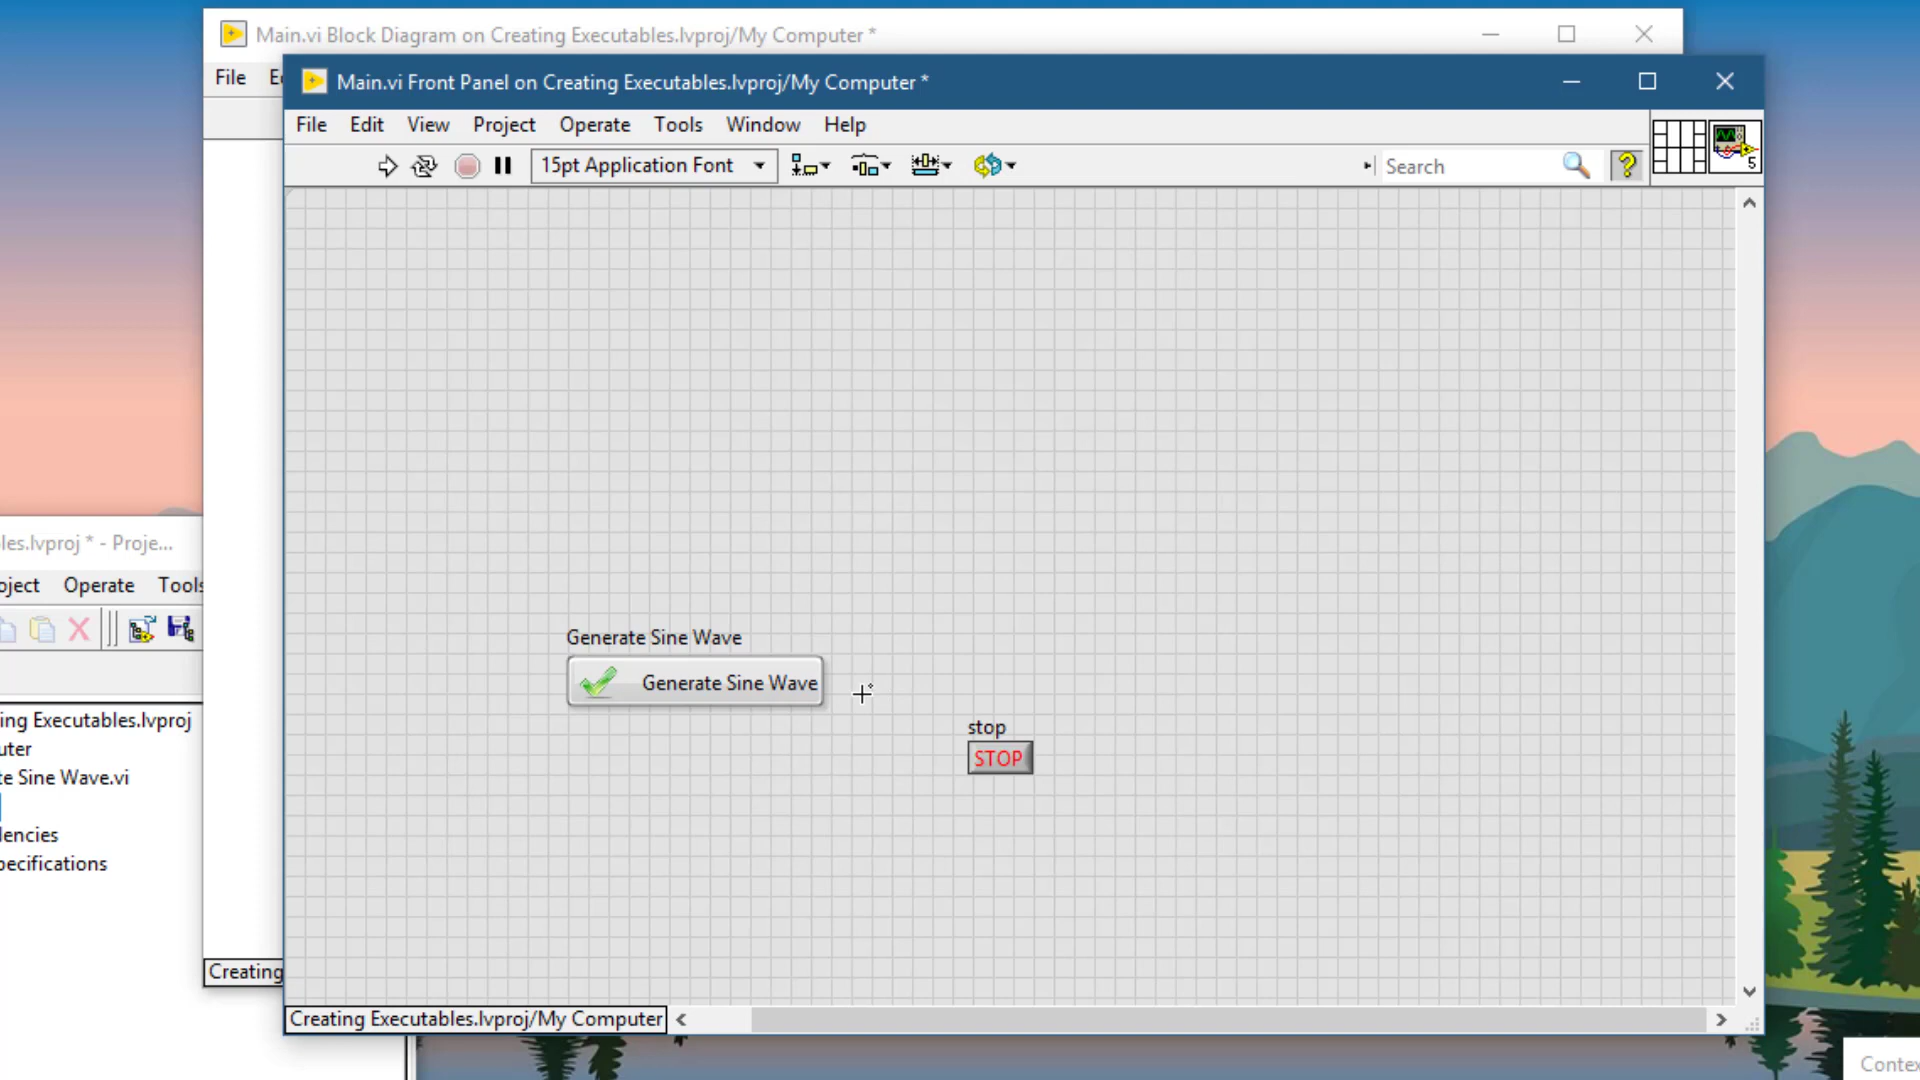 Main.vi Block Diagram on Creating Executables.lvproj/My Computer *
File
Main.vi Front Panel on Creating Executables.lvproj/My Computer *
File Edit View Project Operate Tools Window Help
15pt Application Font
Search
?
5
les.lvproj * - Proje...
oject Operate Tools
Generate Sine Wave
Generate Sine Wave
stop
STOP
ing Executables.lvproj
uter
te Sine Wave.vi
dencies
pecifications
Creating
Creating Executables.lvproj/My Computer
Contex